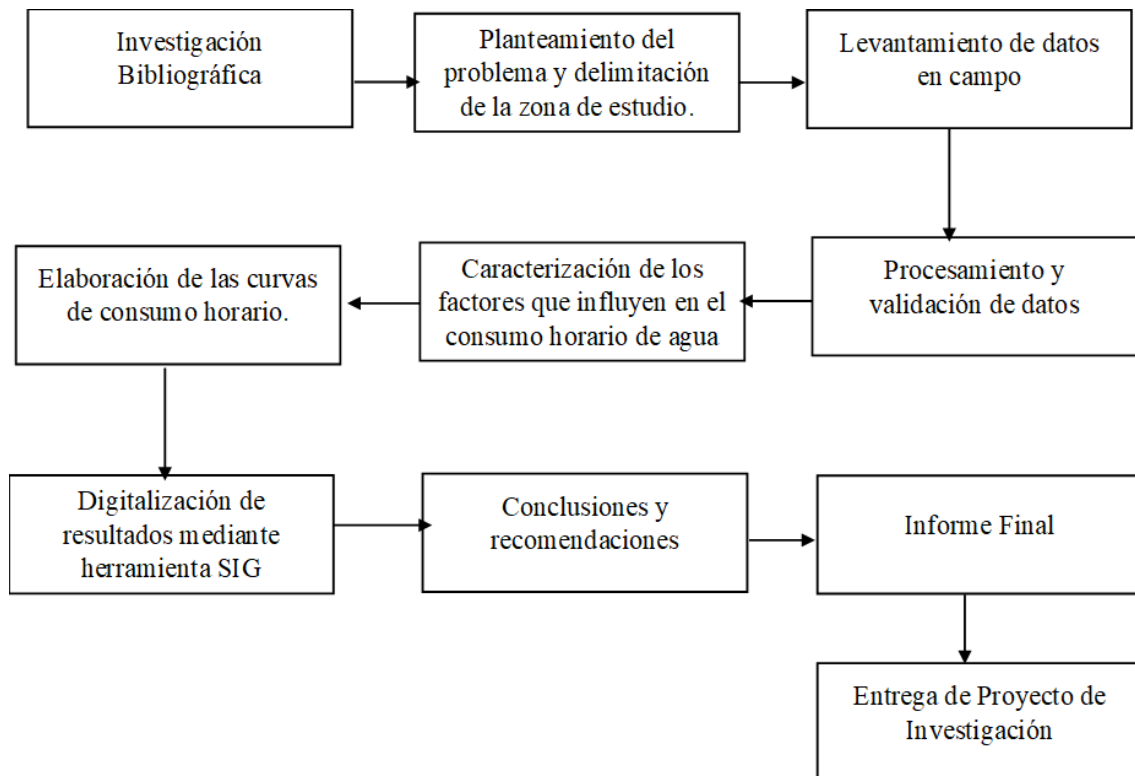 Investigación
Bibliográfica
Planteamiento del
problema y delimitación
de la zona de estudio.
Levantamiento de datos
en campo
Procesamiento y
validación de datos
Caracterización de los
factores que influyen en el
consumo horario de agua
Elaboración de las curvas
de consumo horario.
Digitalización de
resultados mediante
herramienta SIG
Conclusiones y
recomendaciones
Informe Final
Entrega de Proyecto de
Investigación